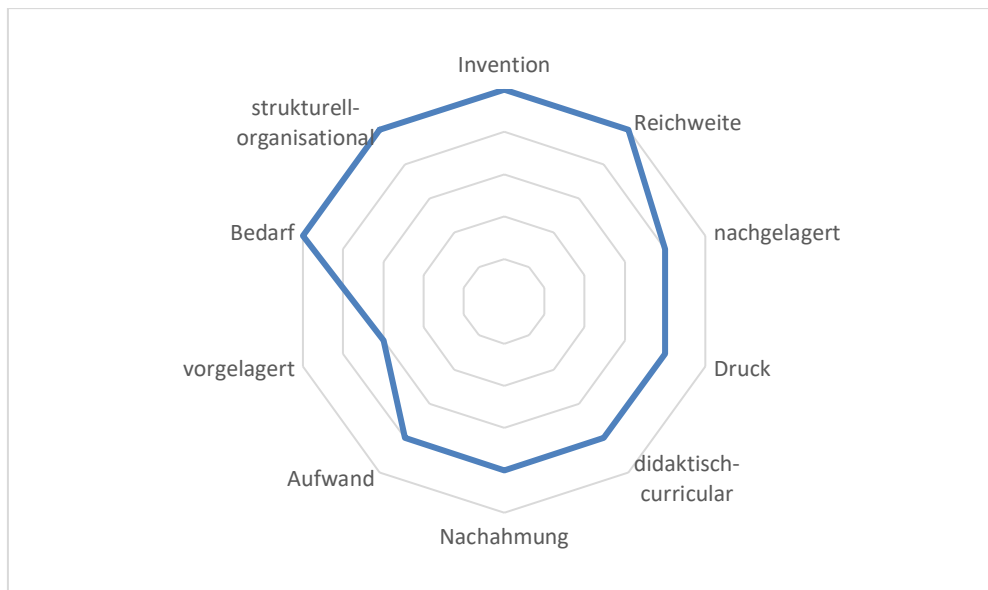 Invention
strukturell-
organisational
Reichweite
Bedarf
nachgelagert
vorgelagert
Druck
Aufwand
didaktisch-
curricular
Nachahmung